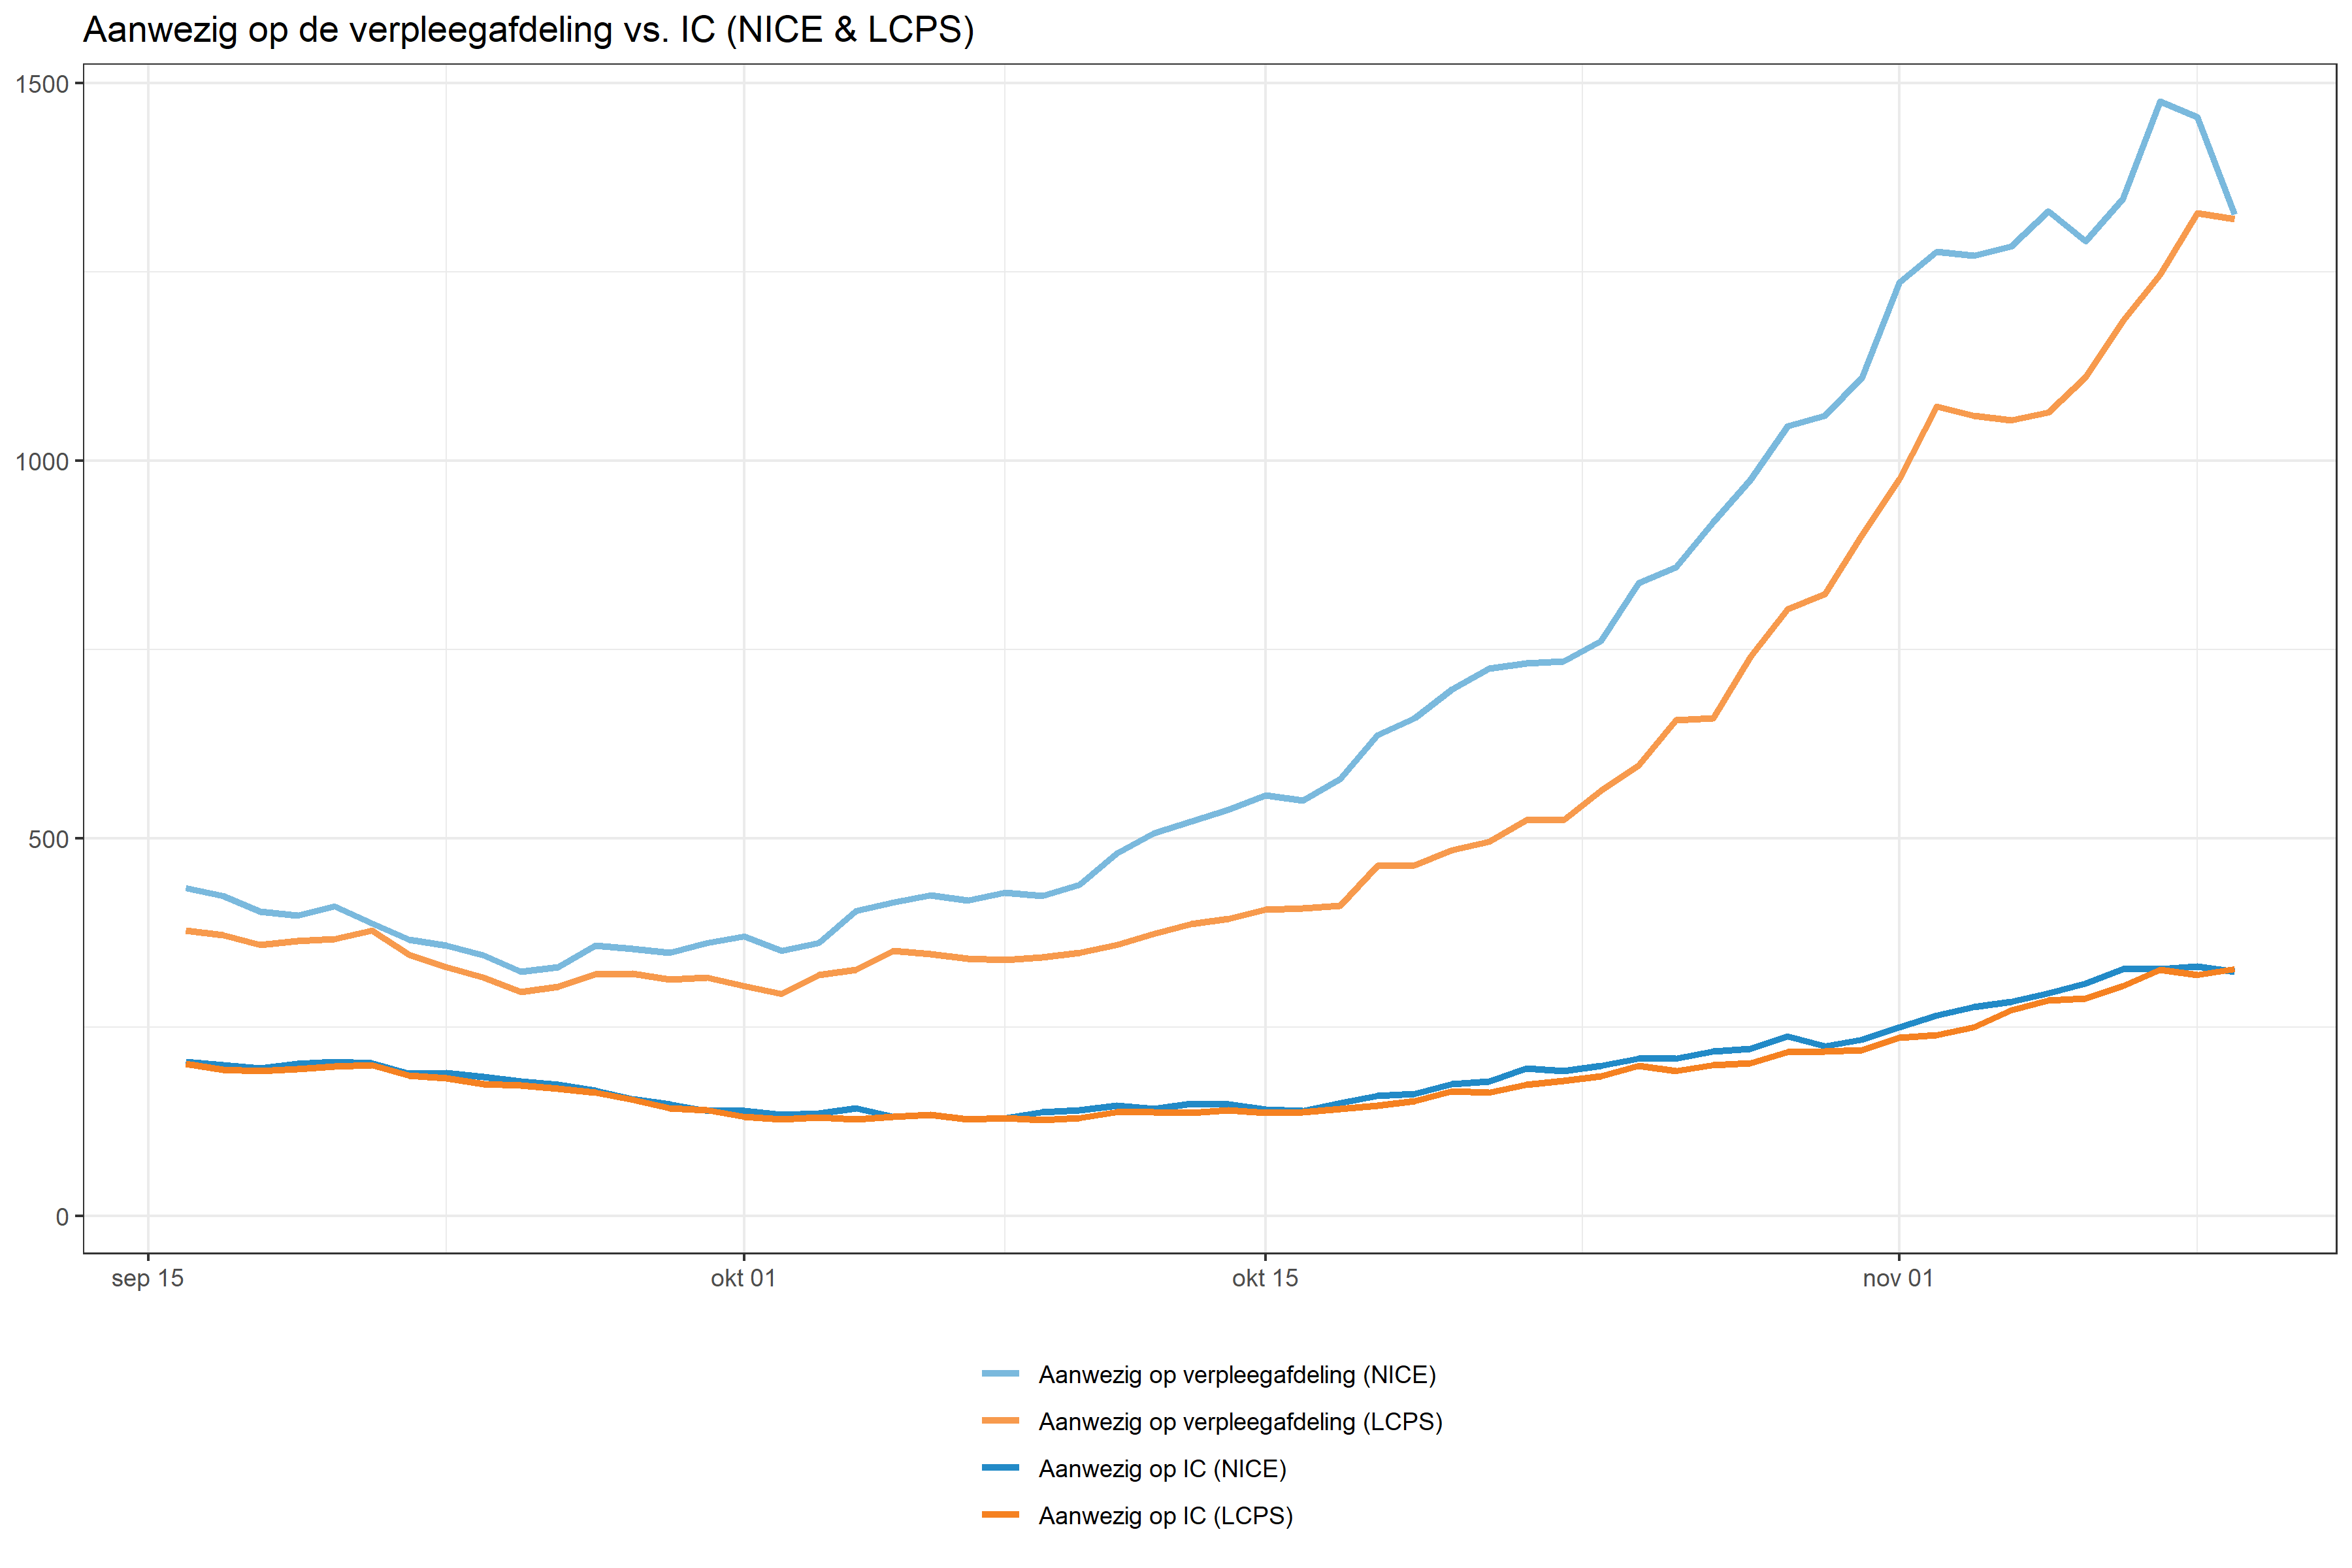 Aanwezig op de verpleegafdeling vs. IC (NICE & LCPS)
1500
1000
500
0
sep 15
okt 01
okt 15
nov 01
Aanwezig op verpleegafdeling (NICE)
Aanwezig op verpleegafdeling (LCPS)
Aanwezig op IC (NICE)
Aanwezig op IC (LCPS)